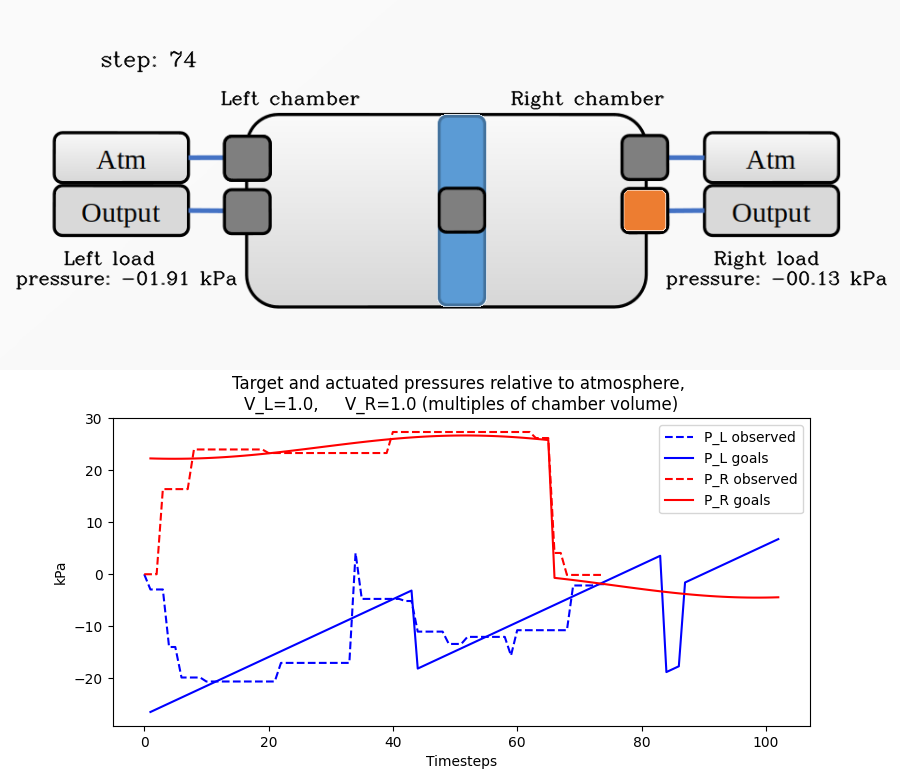 step: 74
Left chamber
Right chamber
Atm
Atm
Output
Output
Left load
pressure: −01.91 kPa
Right load
pressure: −00.13 kPa
Target and actuated pressures relative to atmosphere,
V_L=1.0, V_R=1.0 (multiples of chamber volume)
30
20
10
0
−10
−20
kPa
P_L observed
P_L goals
P_R observed
P_R goals
0 20 40 60 80 100
Timesteps